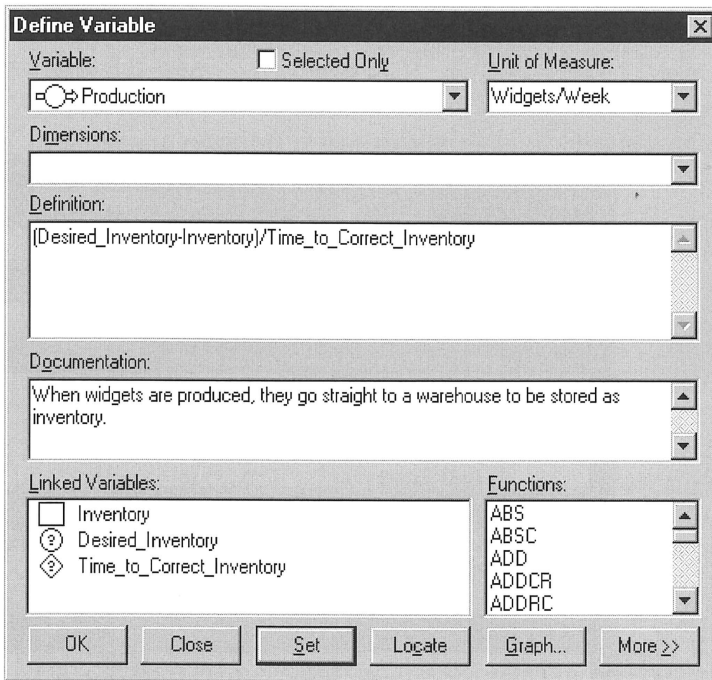 Define Variable
Variable: Selected Only Unit of Measure:
Production Widgets/Week
Dimensions:
Definition:
(Desired_Inventory-Inventory)/Time_to_Correct_Inventory
Documentation:
When widgets are produced, they go straight to a warehouse to be stored as
inventory.
Linked Variables: Functions:
Inventory ABS
? Desired_Inventory ABSC
? Time_to_Correct_Inventory ADD
ADDCR
ADDRC
OK Close Set Locate Graph... More >>